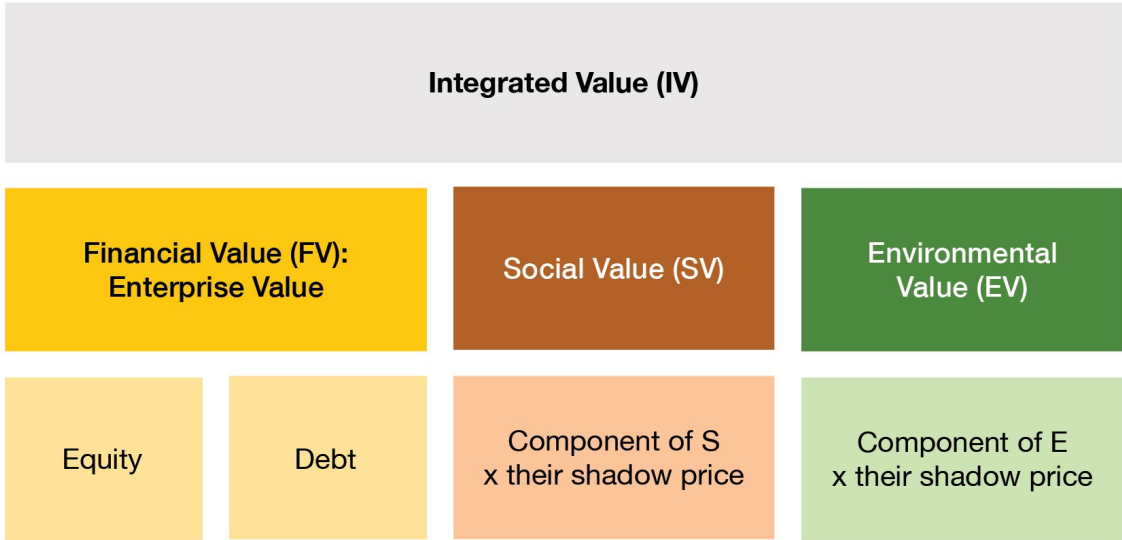 Integrated Value (IV)
Financial Value (FV):
Enterprise Value
Social Value (SV)
Environmental
Value (EV)
Equity
Debt
Component of S
x their shadow price
Component of E
x their shadow price